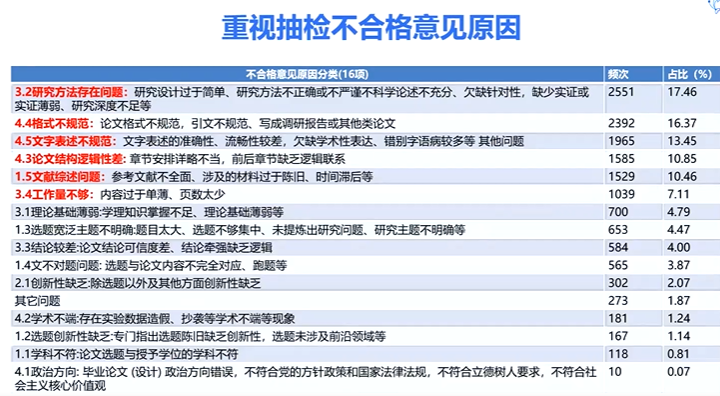 重视抽检不合格意见原因
不合格意见原因分类(16项) 频次 占比（%）
3.2研究方法存在问题：研究设计过于简单、研究方法不正确或不严谨不科学论述不充分、欠缺针对性，缺少实证或 2551 17.46
实证薄弱、研究深度不足等
4.4格式不规范：论文格式不规范，引文不规范、写成调研报告或其他类论文 2392 16.37
4.5文字表述不规范：文字表述的准确性、流畅性较差，欠缺学术性表达、错别字语病较多等 其他问题 1965 13.45
4.3论文结构逻辑性差: 章节安排详略不当，前后章节缺乏逻辑联系 1585 10.85
1.5文献综述问题：参考文献不全面、涉及的材料过于陈旧、时间滞后等 1529 10.46
3.4工作量不够：内容过于单薄、页数太少 1039 7.11
3.1理论基础薄弱:学理知识掌握不足、理论基础薄弱等 700 4.79
1.3选题宽泛主题不明确:题目太大、选题不够集中、未提炼出研究问题、研究主题不明确等 653 4.47
3.3结论较差:论文结论可信度差、结论牵强缺乏逻辑 584 4.00
1.4文不对题问题: 选题与论文内容不完全对应、跑题等 565 3.87
2.1创新性缺乏:除选题以外及其他方面创新性缺乏 302 2.07
其它问题 273 1.87
4.2学术不端:存在实验数据造假、抄袭等学术不端等现象 181 1.24
1.2选题创新性缺乏:专门指出选题陈旧缺乏创新性，选题未涉及前沿领域等 167 1.14
1.1学科不符:论文选题与授予学位的学科不符 118 0.81
4.1政治方向: 毕业论文 (设计) 政治方向错误，不符合党的方针政策和国家法律法规，不符合立德树人要求，不符合社 10 0.07
会主义核心价值观